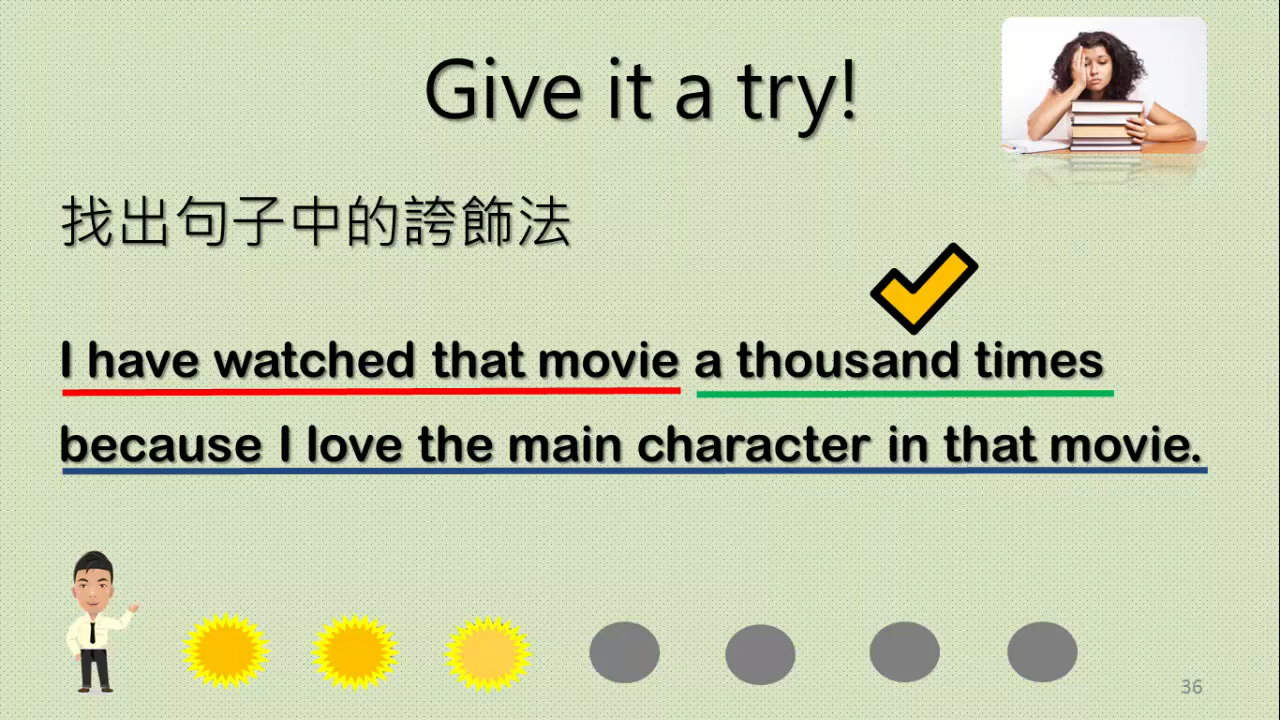 Give it a try!
找出句子中的誇飾法
I have watched that movie a thousand times
because I love the main character in that movie.
36